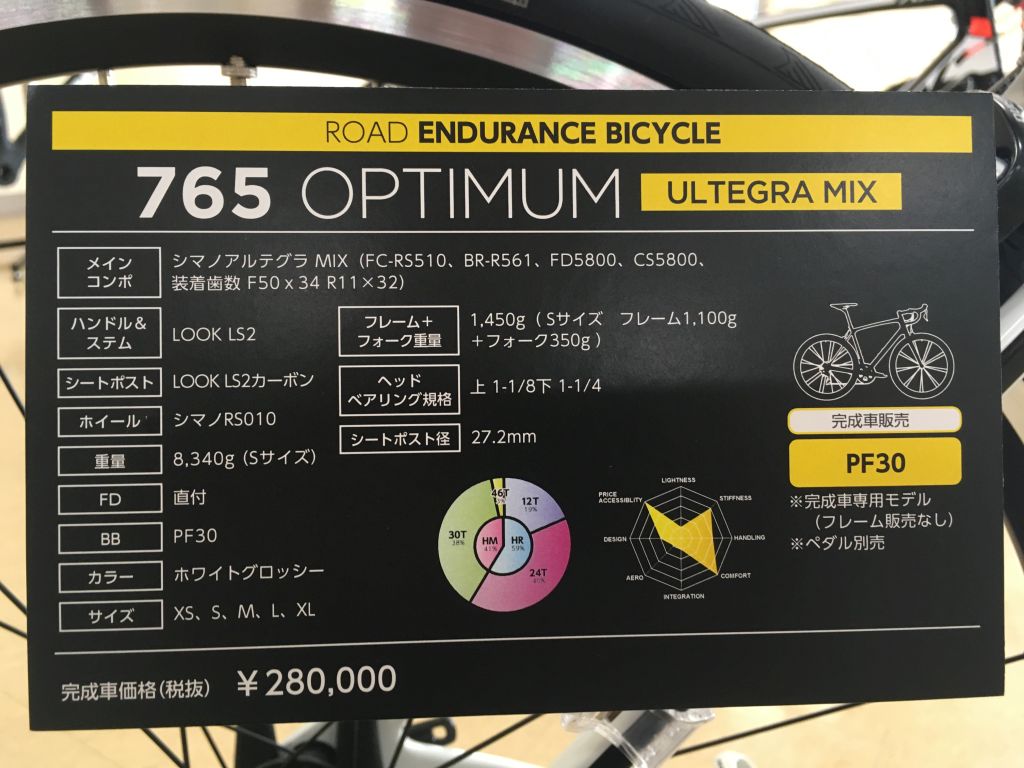 ROAD ENDURANCE BICYCLE
765 OPTIMUM ULTEGRA MIX
メイン
コンポ
シマノアルテグラ MIX（FC-RS510、BR-R561、FD5800、CS5800、
装着歯数 F50 x 34 R11×32）
ハンドル＆
ステム
LOOK LS2
シートポスト
LOOK LS2カーボン
ホイール
シマノRS010
重量
8,340g（Sサイズ）
FD
直付
BB
PF30
カラー
ホワイトグロッシー
サイズ
XS、S、M、L、XL
フレーム＋
フォーク重量
1,450g（ Sサイズ　フレーム1,100g
＋フォーク350g ）
ヘッド
ベアリング規格
上 1-1/8下 1-1/4
シートポスト径
27.2mm
46T
12T
19%
30T
38%
HM
41%
HR
59%
24T
40%
LIGHTNESS
STIFFNESS
HANDLING
COMFORT
INTEGRATION
AERO
DESIGN
PRICE
ACCESSIBLITY
完成車販売
PF30
※完成車専用モデル
（フレーム販売なし）
※ペダル別売
完成車価格（税抜） ￥280,000